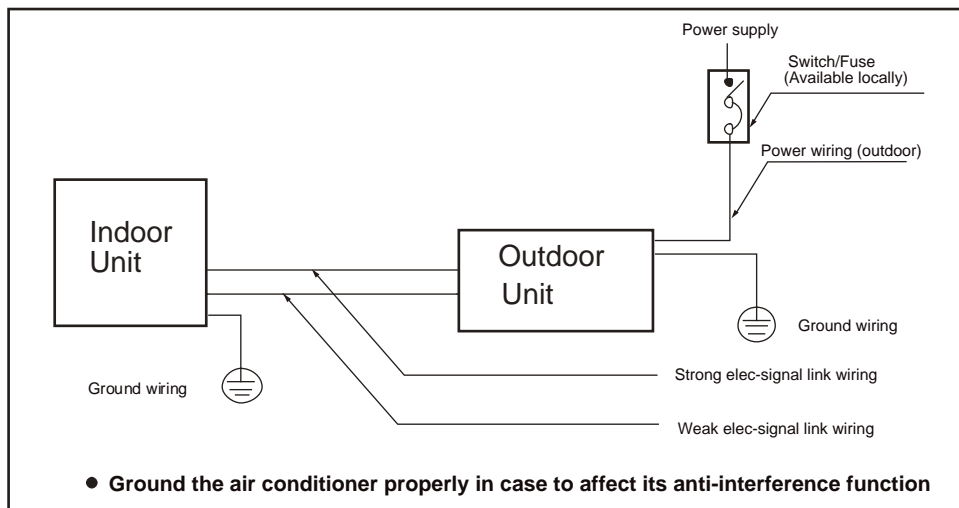 Power supply
Switch/Fuse
(Available locally)
Power wiring (outdoor)
Indoor
Unit
Outdoor
Unit
Ground wiring
Ground wiring
Strong elec-signal link wiring
Weak elec-signal link wiring
● Ground the air conditioner properly in case to affect its anti-interference function